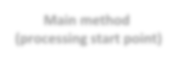 Main method
(processing start point)